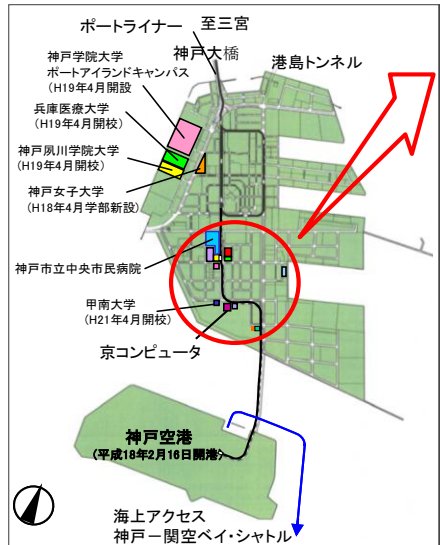 ポートライナー
至三宮
神戸大橋
港島トンネル
神戸学院大学
ポートアイランドキャンパス
(H19年4月開設
兵庫医療大学
(H19年4月開校)
神戸夙川学院大学
(H19年4月開校)
神戸女子大学
(H18年4月学部新設)
神戸市立中央市民病院
甲南大学
(H21年4月開校)
京コンピュータ
神戸空港
(平成18年2月16日開港)
海上アクセス
神戸ー関空ベイ・シャトル